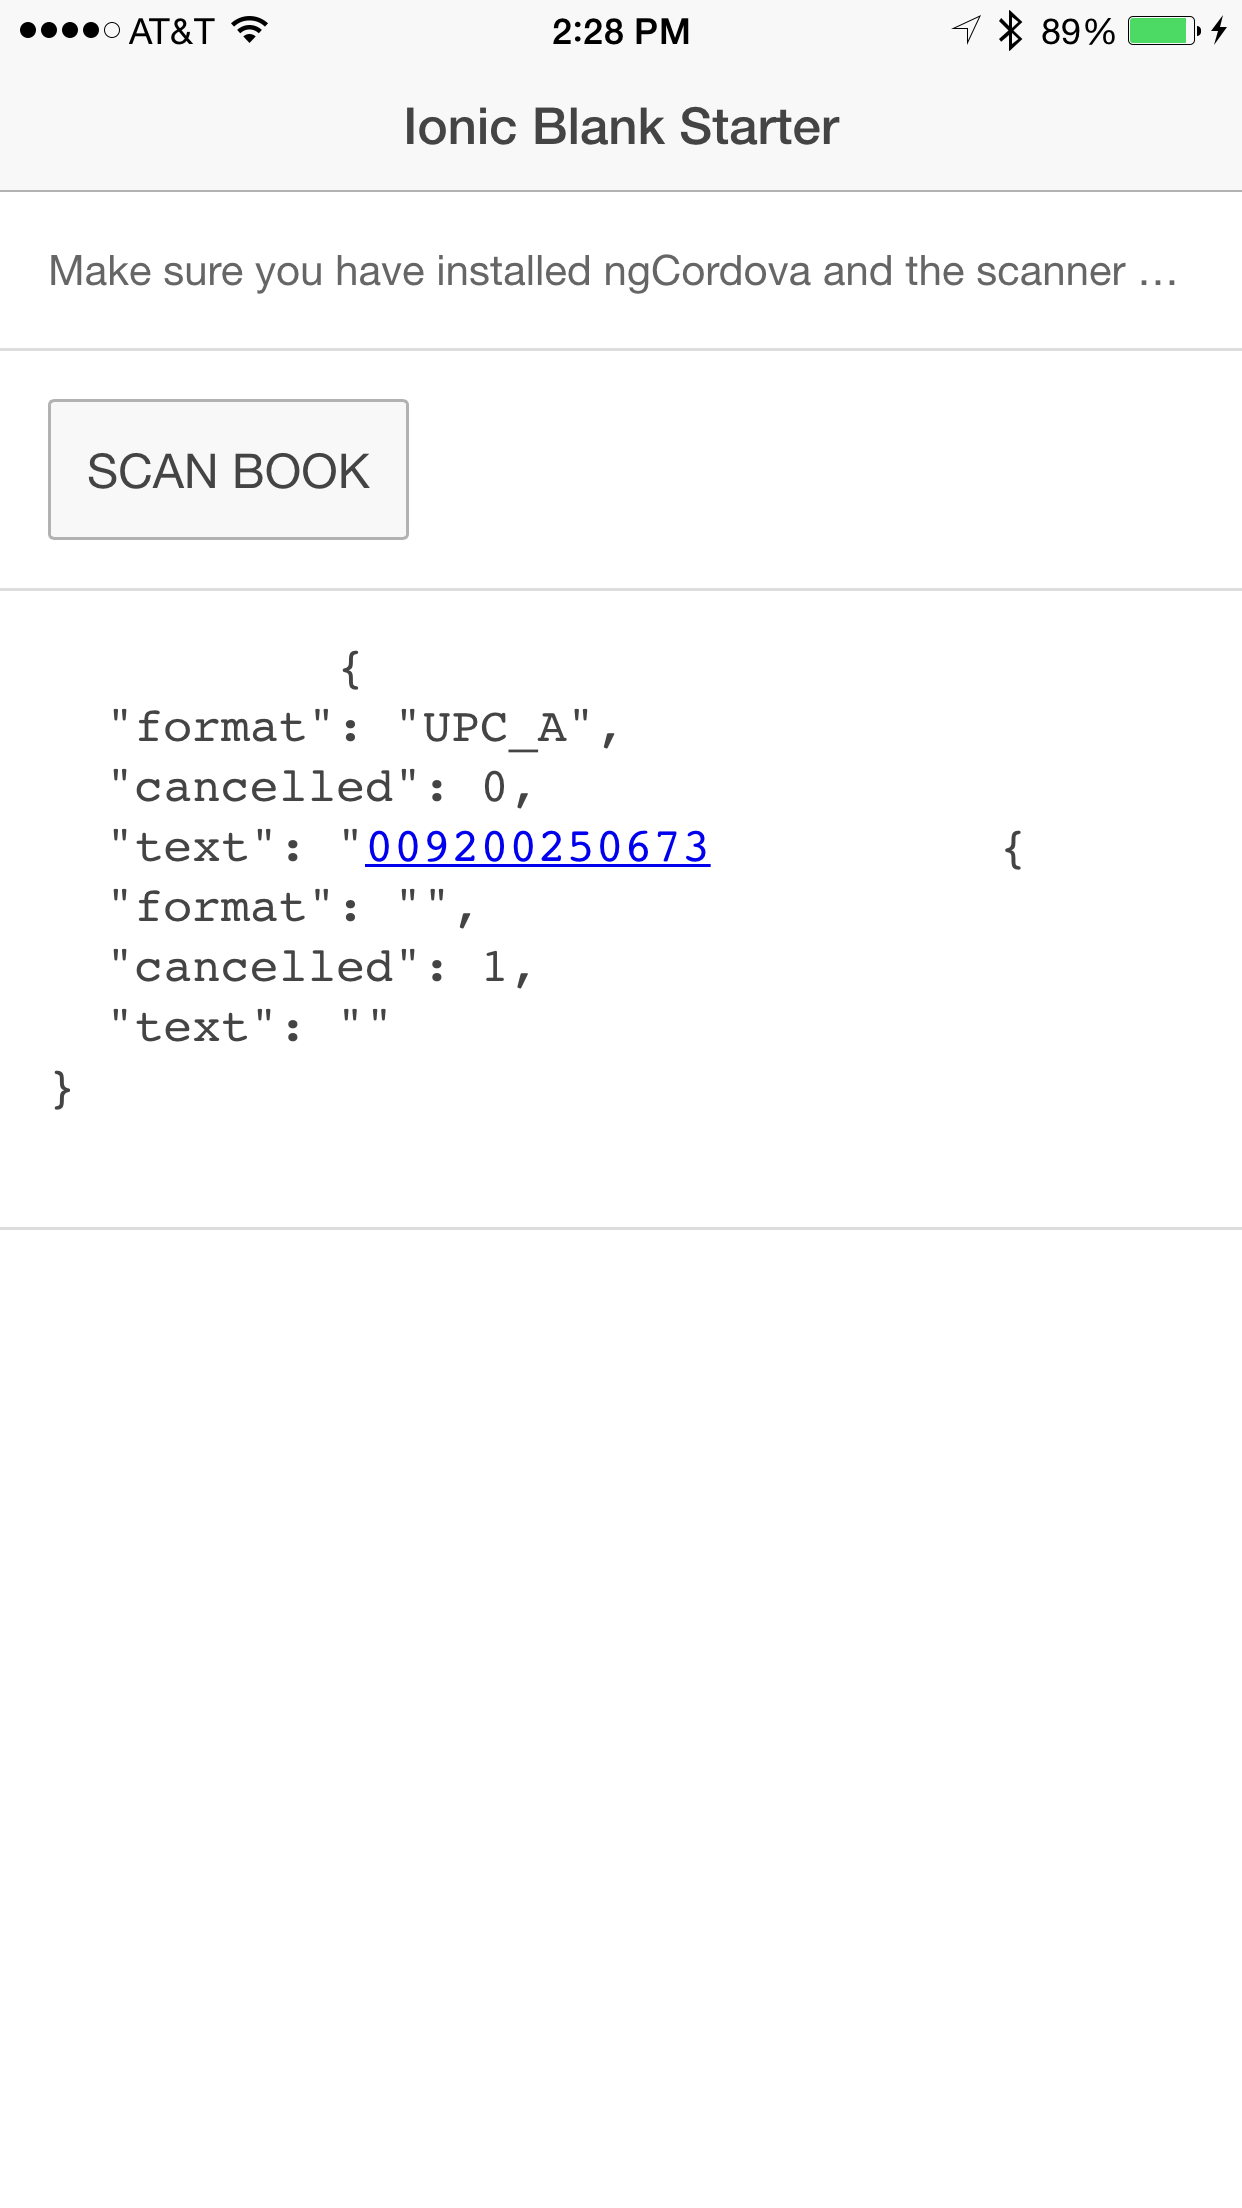 AT&T 2:28 PM 89%
Ionic Blank Starter
Make sure you have installed ngCordova and the scanner ...
SCAN BOOK
{
"format": "UPC_A",
"cancelled": 0,
"text": "009200250673 {
"format": "",
"cancelled": 1,
"text": ""
}